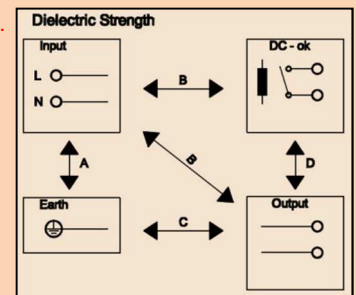 Dielectric Strength
Input
DC - ok
L
N
B
A
B
D
Earth
Output
C